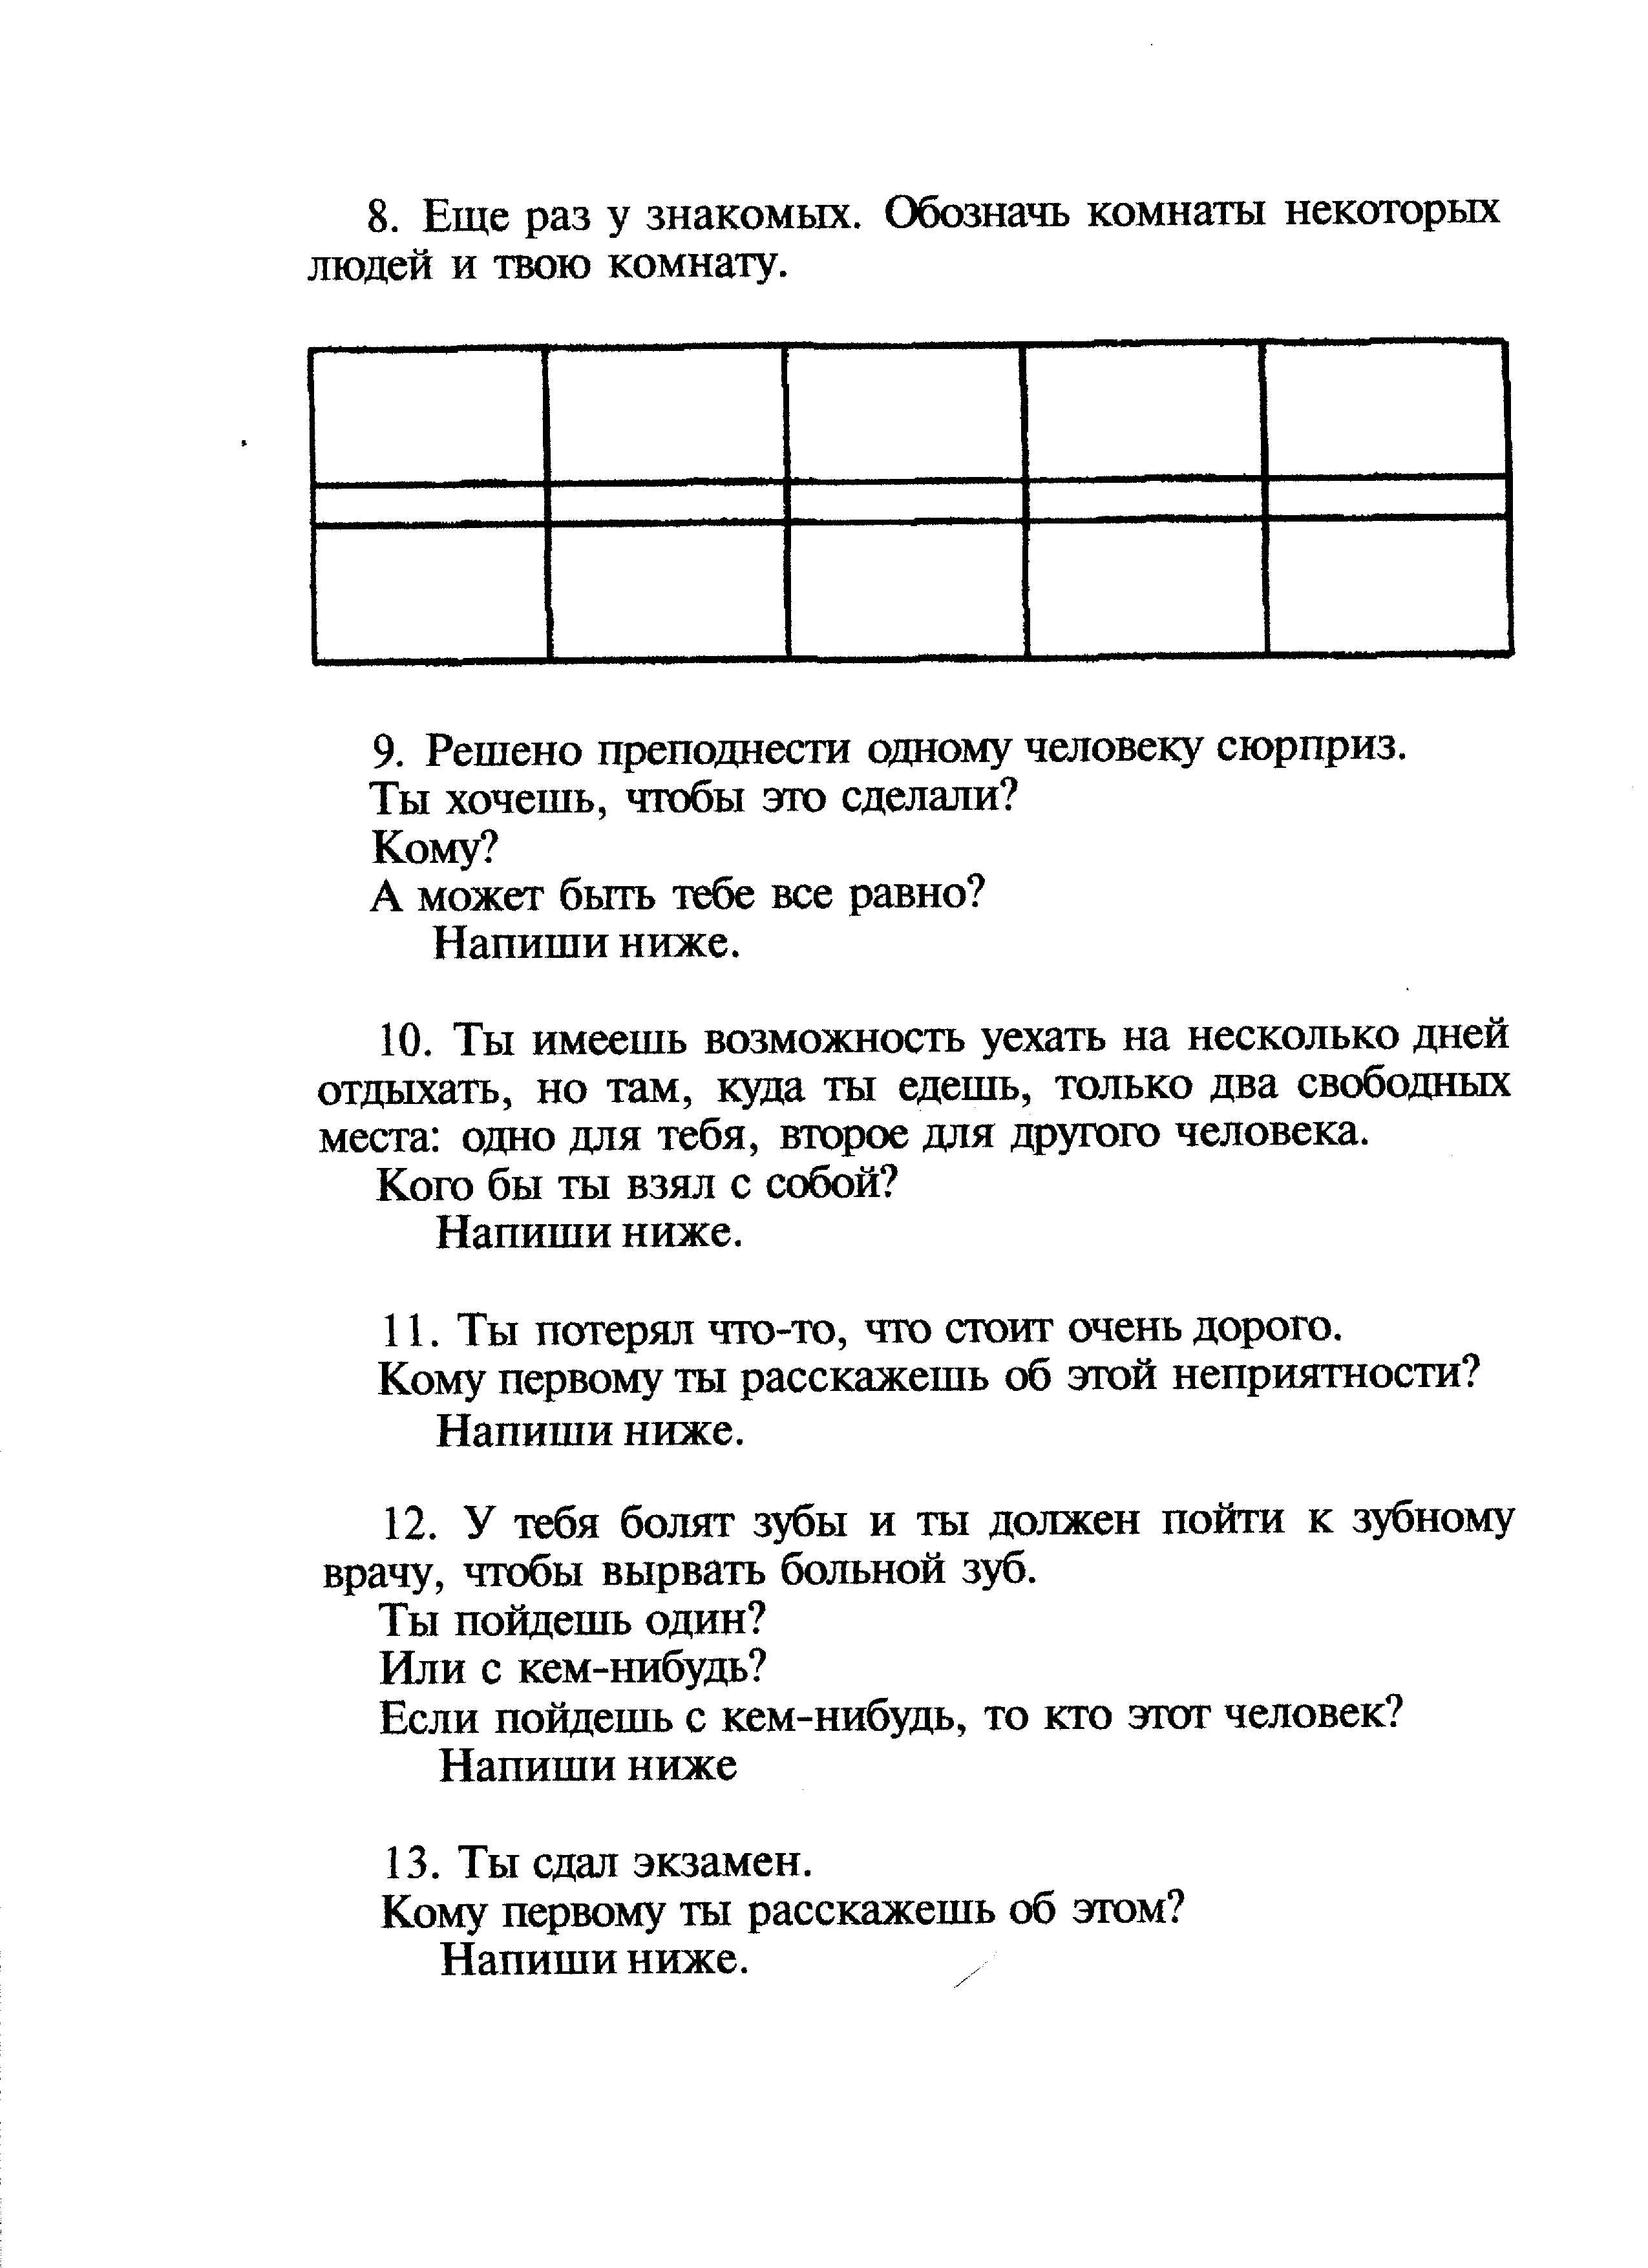 8. Еще раз у знакомых. Обозначь комнаты некоторых
людей и твою комнату.
9. Решено преподнести одному человеку сюрприз.
Ты хочешь, чтобы это сделали?
Кому?
А может быть тебе все равно?
Напиши ниже.
10. Ты имеешь возможность уехать на несколько дней
отдыхать, но там, куда ты едешь, только два свободных
места: одно для тебя, второе для другого человека.
Кого бы ты взял с собой?
Напиши ниже.
11. Ты потерял что-то, что стоит очень дорого.
Кому первому ты расскажешь об этой неприятности?
Напиши ниже.
12. У тебя болят зубы и ты должен пойти к зубному
врачу, чтобы вырвать больной зуб.
Ты пойдешь один?
Или с кем-нибудь?
Если пойдешь с кем-нибудь, то кто этот человек?
Напиши ниже
13. Ты сдал экзамен.
Кому первому ты расскажешь об этом?
Напиши ниже.